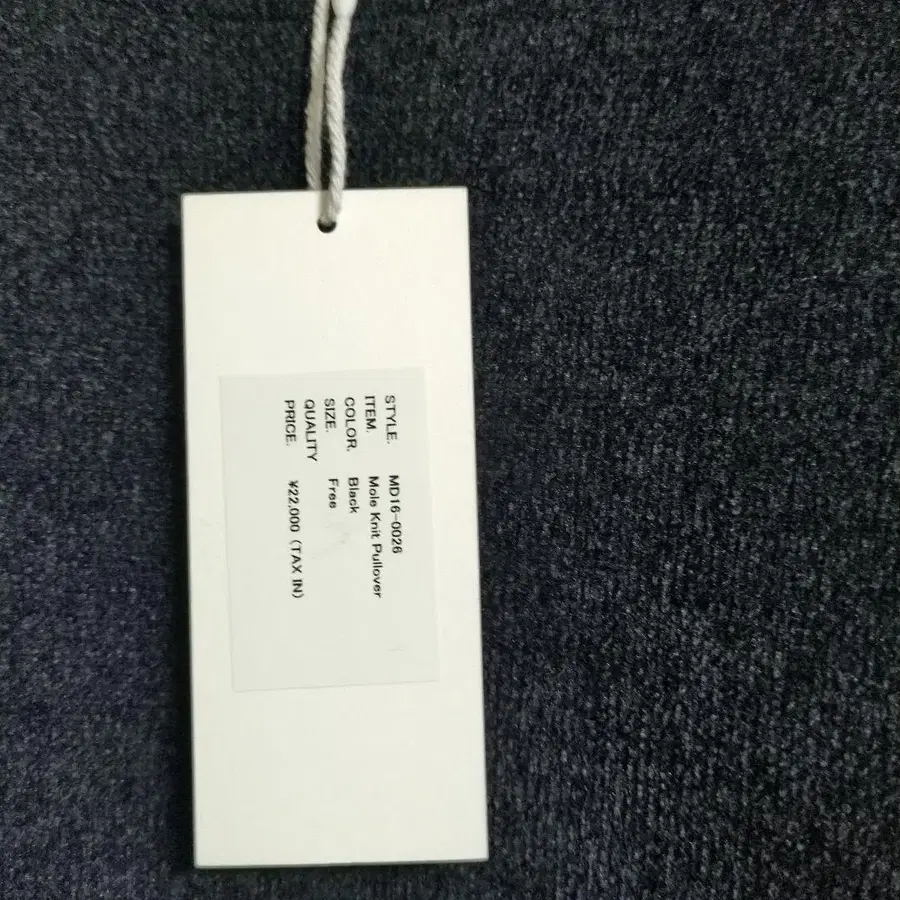 STYLE. MD16-0026
ITEM. Mole Knit Pullover
COLOR. Black
SIZE. Free
QUALITY
PRICE. ¥22,000 (TAX IN)